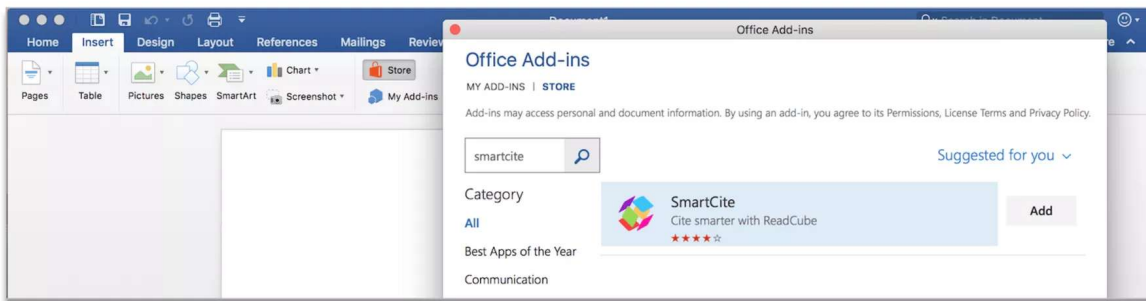 Home Insert Design Layout References Mailings Review
Pages Table Pictures Shapes SmartArt Chart Screenshot Store My Add-ins
Office Add-ins
Office Add-ins
MY ADD-INS | STORE
Add-ins may access personal and document information. By using an add-in, you agree to its Permissions, License Terms and Privacy Policy.
smartcite
Suggested for you
Category
All
Best Apps of the Year
Communication
SmartCite
Cite smarter with ReadCube
Add